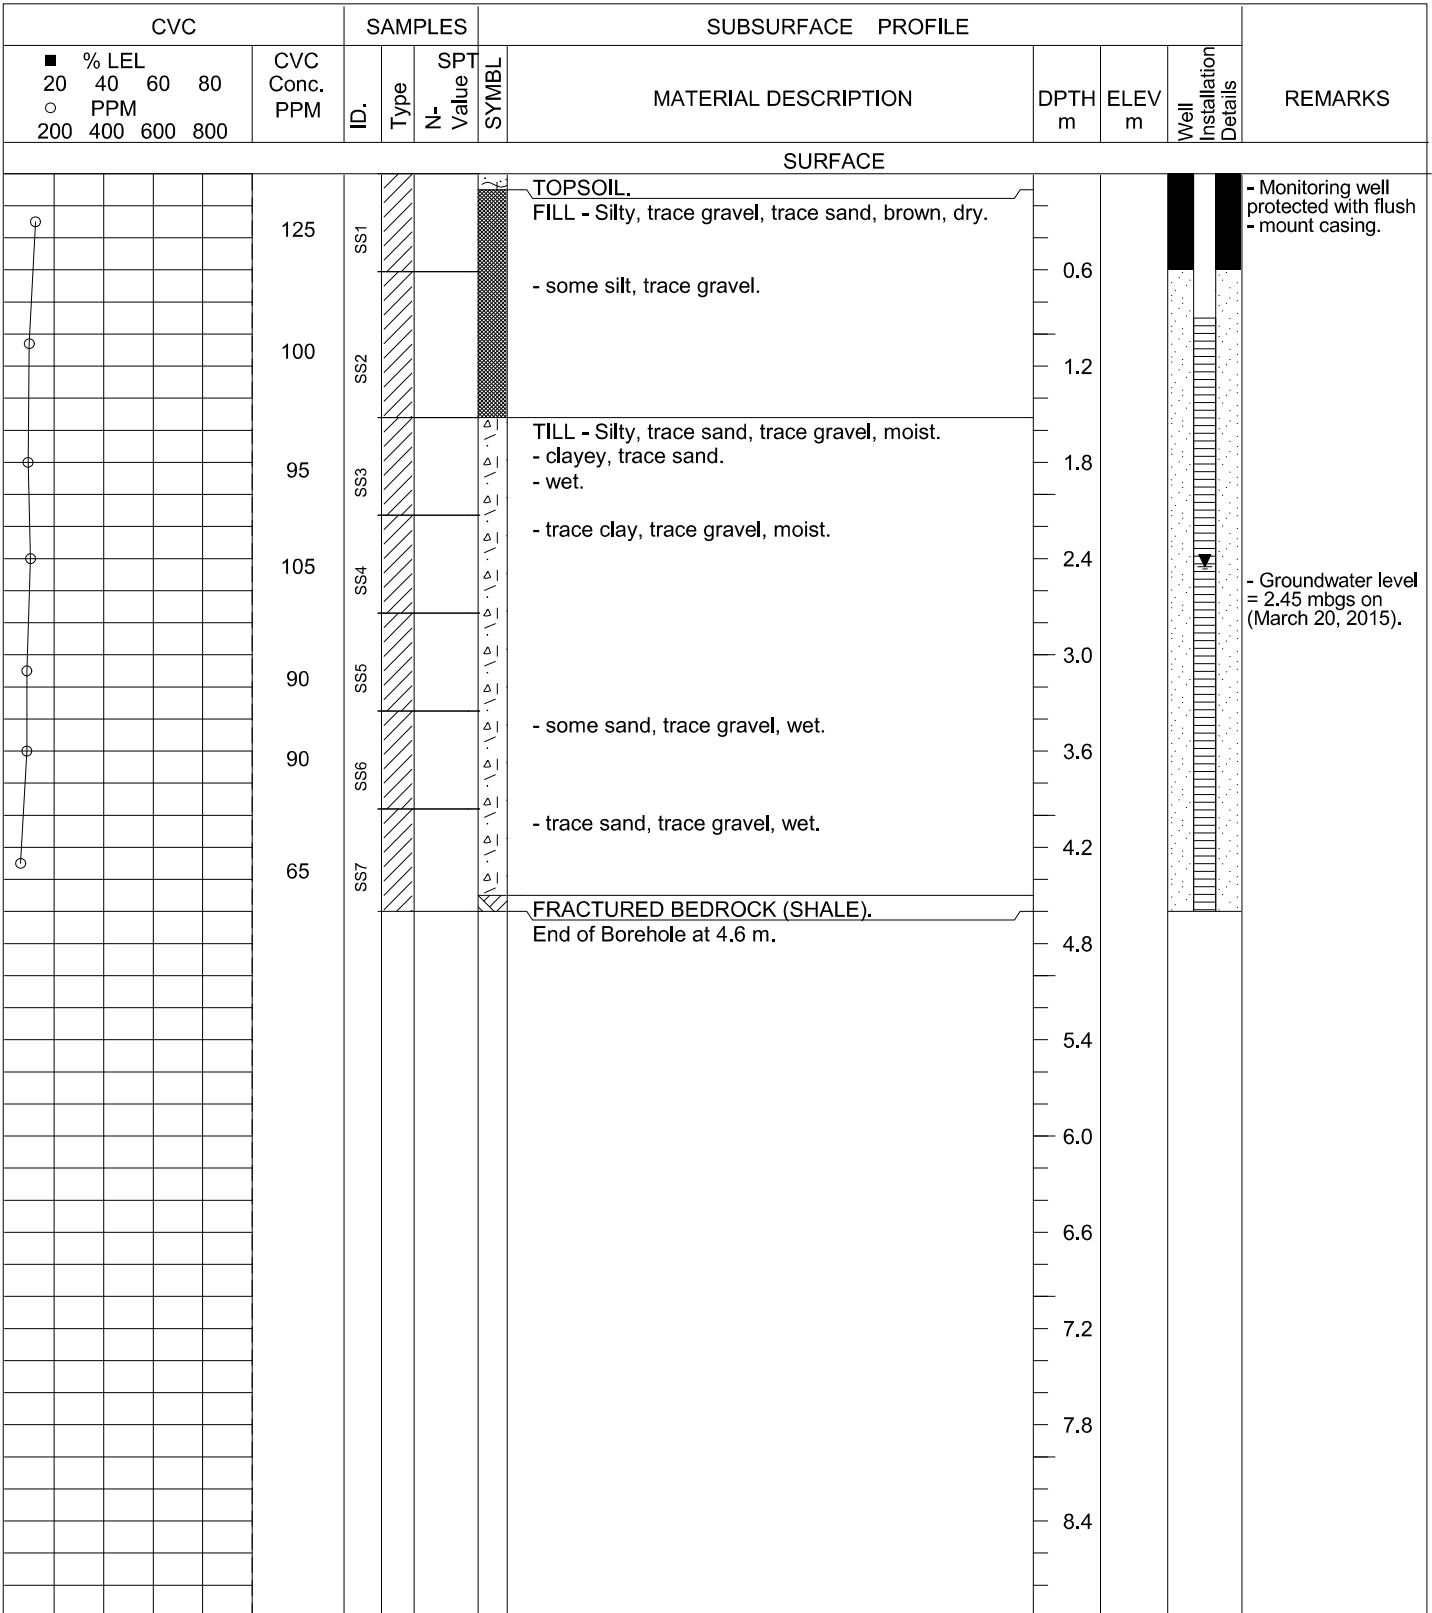 CVC
SAMPLES
SUBSURFACE PROFILE
■ % LEL
20 40 60 80
○ PPM
200 400 600 800
CVC
Conc.
PPM
ID.
Type
SPT
N-
Value
SYMBL
MATERIAL DESCRIPTION
DPTH
m
ELEV
m
Well
Installation
Details
REMARKS
SURFACE
TOPSOIL.
FILL - Silty, trace gravel, trace sand, brown, dry.
- Monitoring well
protected with flush
- mount casing.
125
SS1
0.6
- some silt, trace gravel.
100
SS2
1.2
TILL - Silty, trace sand, trace gravel, moist.
- clayey, trace sand.
- wet.
95
SS3
1.8
- trace clay, trace gravel, moist.
105
SS4
2.4
- Groundwater level
= 2.45 mbgs on
(March 20, 2015).
90
SS5
3.0
- some sand, trace gravel, wet.
90
SS6
3.6
- trace sand, trace gravel, wet.
65
SS7
4.2
FRACTURED BEDROCK (SHALE).
End of Borehole at 4.6 m.
4.8
5.4
6.0
6.6
7.2
7.8
8.4